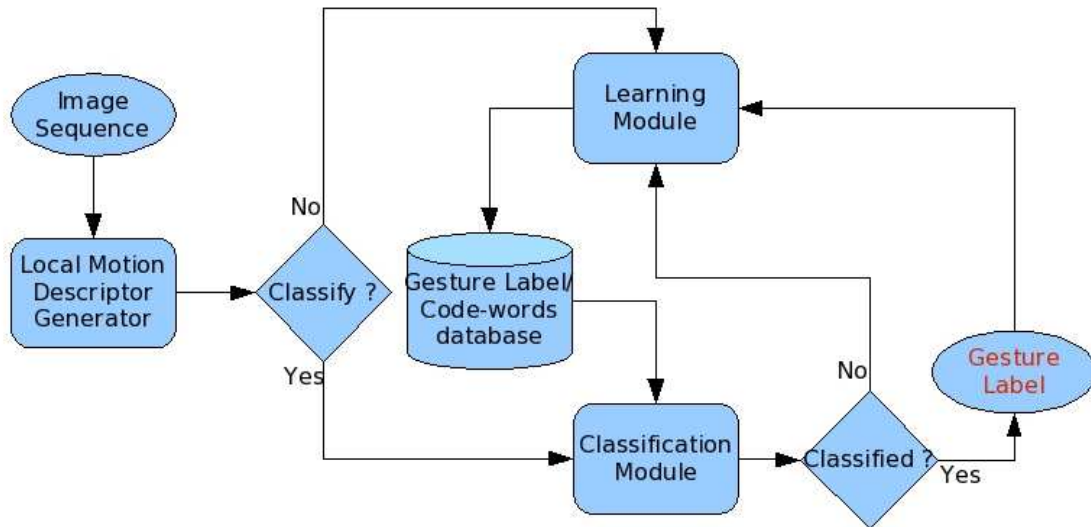 Image
Sequence
Local Motion
Descriptor
Generator
Classify ?
No
Yes
Learning
Module
Gesture Label/
Code-words
database
Classification
Module
Classified ?
No
Yes
Gesture
Label